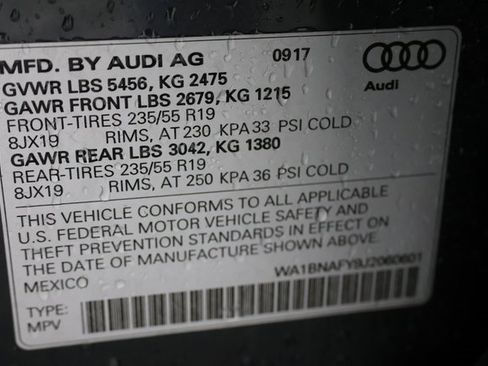 MFD. BY AUDI AG 09 17
GVWR LBS 5456, KG 2475
GAWR FRONT LBS 2679, KG 1215
FRONT-TIRES 235/55 R19
8JX19 RIMS, AT 230 KPA 33 PSI COLD
GAWR REAR LBS 3042, KG 1380
REAR-TIRES 235/55 R19
8JX19 RIMS, AT 250 KPA 36 PSI COLD
Audi
THIS VEHICLE CONFORMS TO ALL APPLICABLE
U.S. FEDERAL MOTOR VEHICLE SAFETY AND
THEFT PREVENTION STANDARDS IN EFFECT ON
THE DATE OF MANUFACTURE SHOWN ABOVE.
MEXICO WA1BNAFY9J2060601
TYPE:
MPV